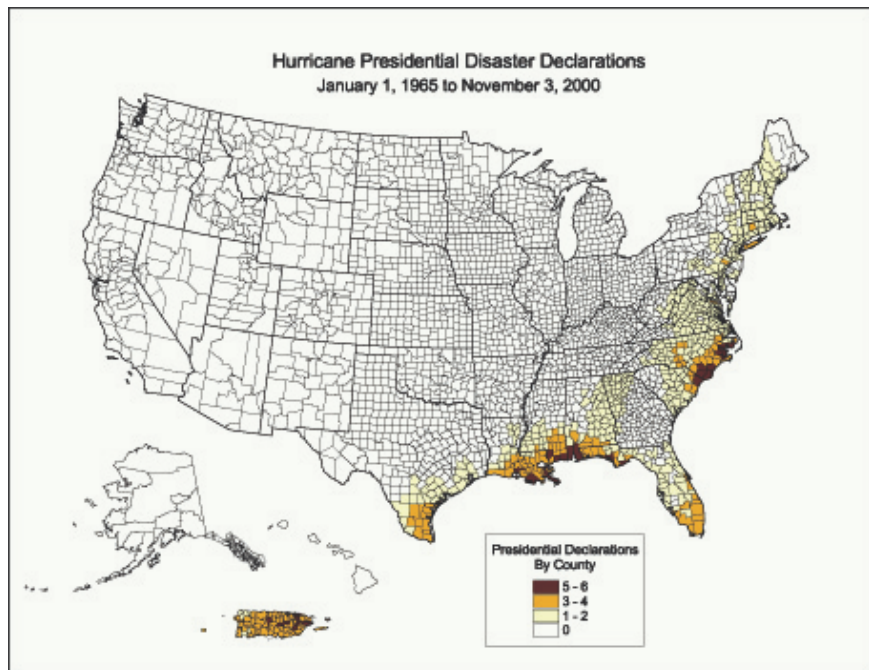 Hurricane Presidential Disaster Declarations
January 1, 1965 to November 3, 2000
Presidential Declarations
By County
5 - 6
3 - 4
1 - 2
0